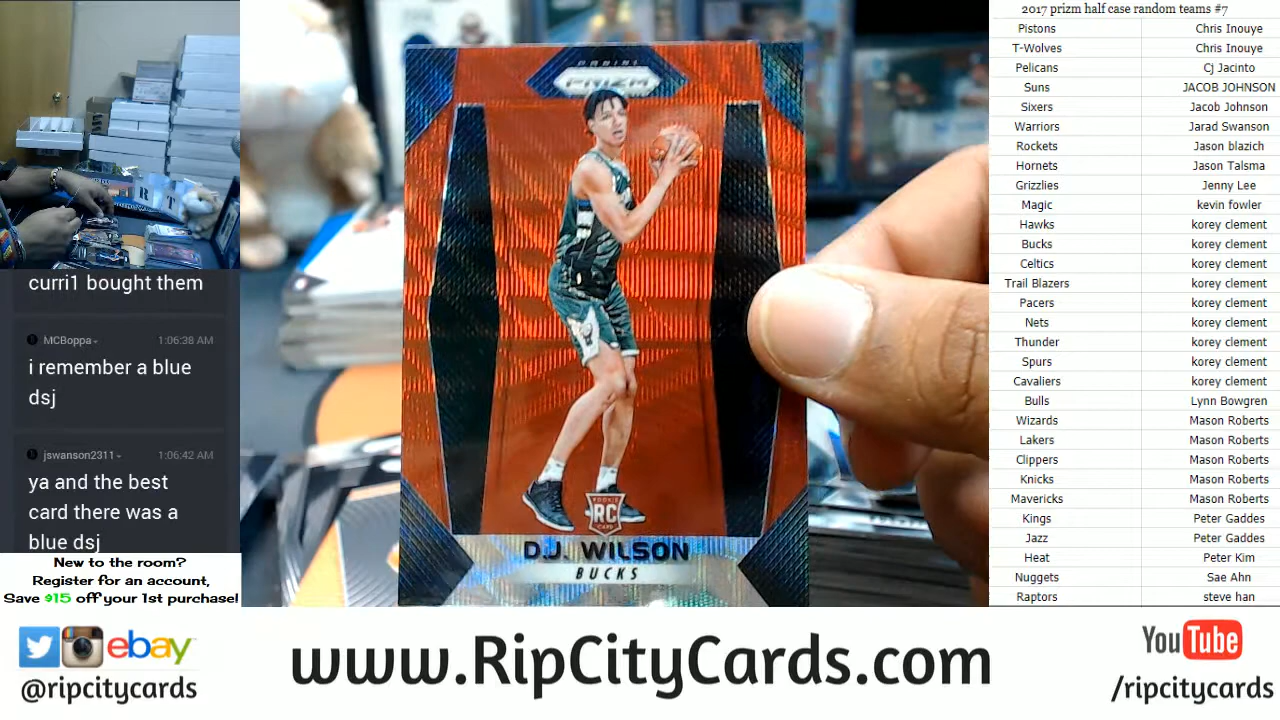 curri1 bought them
MCBoppa 1:06:38 AM
i remember a blue
dsj
jswanson2311 1:06:42 AM
ya and the best
card there was a
blue dsj
New to the room?
Register for an account,
Save $15 off your 1st purchase!
R T
PANINI
PRIZM
ROOKIE
RC
CARD
D.J. WILSON
BUCKS
2017 prizm half case random teams #7
Pistons Chris Inouye
T-Wolves Chris Inouye
Pelicans Cj Jacinto
Suns JACOB JOHNSON
Sixers Jacob Johnson
Warriors Jarad Swanson
Rockets Jason blazich
Hornets Jason Talsma
Grizzlies Jenny Lee
Magic kevin fowler
Hawks korey clement
Bucks korey clement
Celtics korey clement
Trail Blazers korey clement
Pacers korey clement
Nets korey clement
Thunder korey clement
Spurs korey clement
Cavaliers korey clement
Bulls Lynn Bowgren
Wizards Mason Roberts
Lakers Mason Roberts
Clippers Mason Roberts
Knicks Mason Roberts
Mavericks Mason Roberts
Kings Peter Gaddes
Jazz Peter Gaddes
Heat Peter Kim
Nuggets Sae Ahn
Raptors steve han
ebay
@ripcitycards
www.RipCityCards.com
YouTube
/ripcitycards